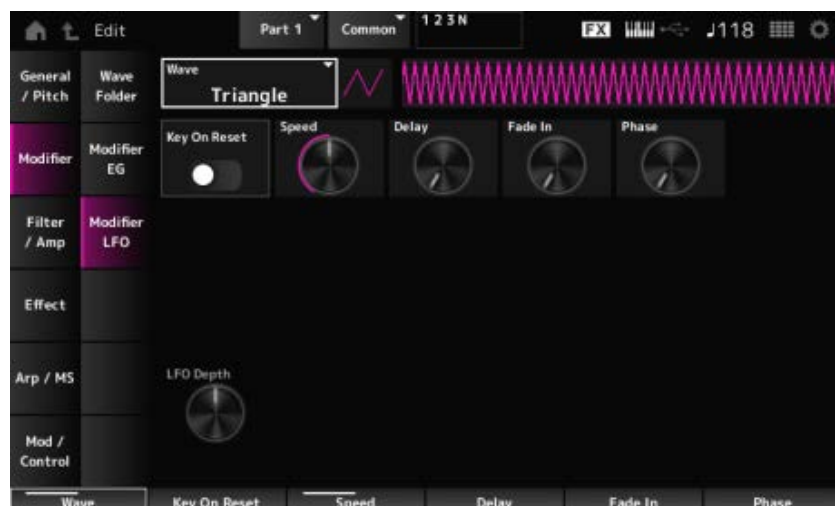 Edit
Part 1
Common
1 2 3 N
FX
♩118
General / Pitch
Wave Folder
Wave
Triangle
Modifier
Modifier EG
Key On Reset
Speed
Delay
Fade In
Phase
Filter / Amp
Modifier LFO
Effect
Arp / MS
LFO Depth
Mod / Control
Wave
Key On Reset
Speed
Delay
Fade In
Phase